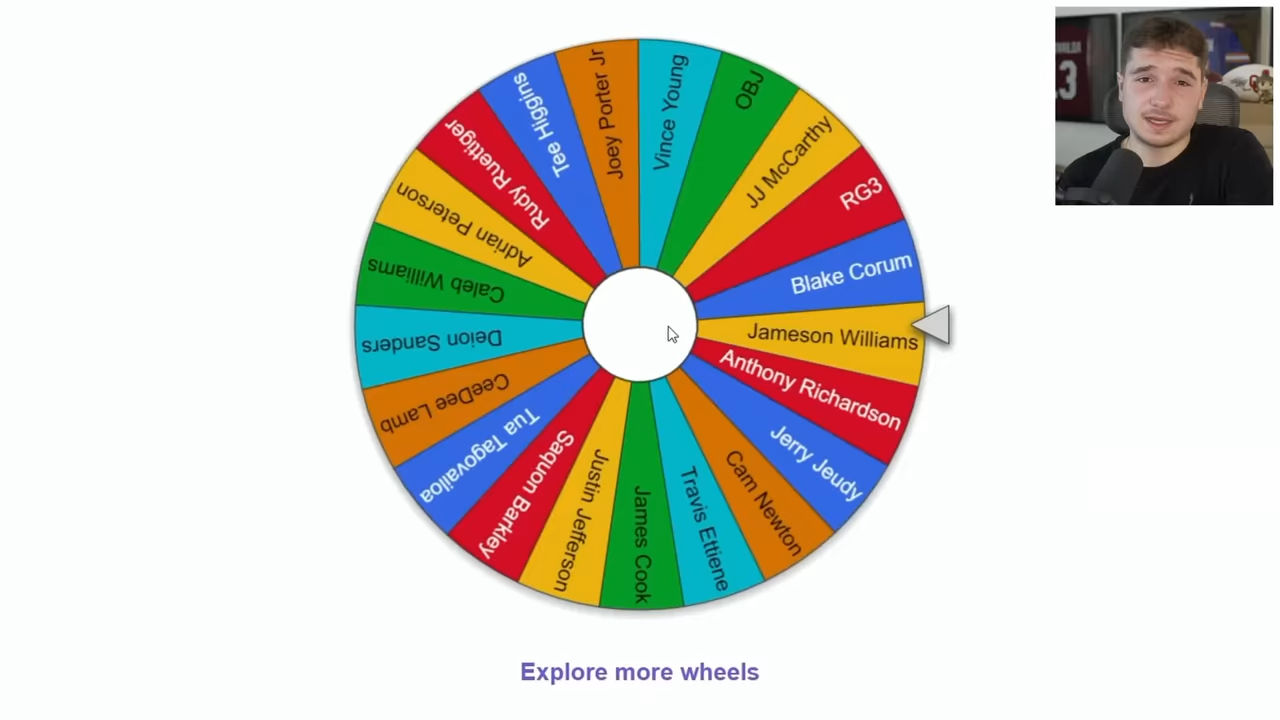 Vince Young
OBJ
JJ McCarthy
RG3
Blake Corum
Jameson Williams
Anthony Richardson
Jerry Jeudy
Cam Newton
Travis Ettiene
James Cook
Justin Jefferson
Saquon Barkley
Tua Tagovailoa
CeeDee Lamb
Deion Sanders
Caleb Williams
Adrian Peterson
Rudy Ruettiger
Tee Higgins
Joey Porter Jr
Explore more wheels
3